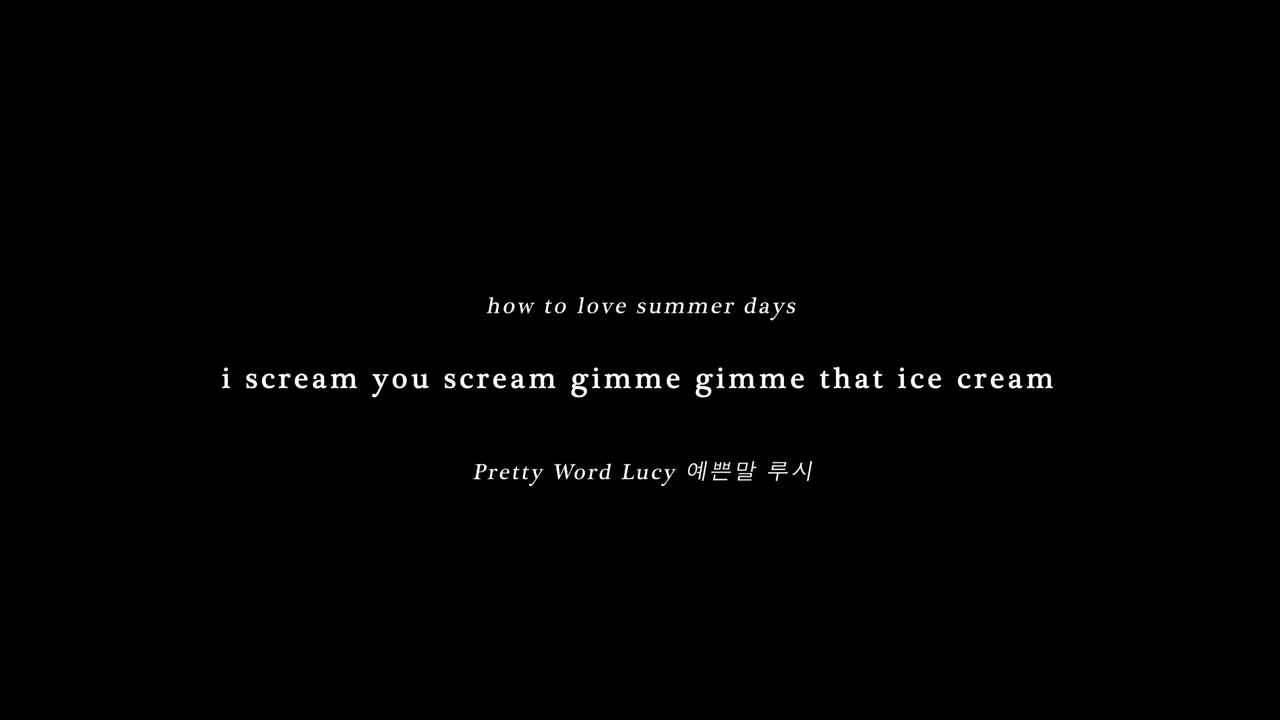 how to love summer days
i scream you scream gimme gimme that ice cream
Pretty Word Lucy 예쁜말 루시